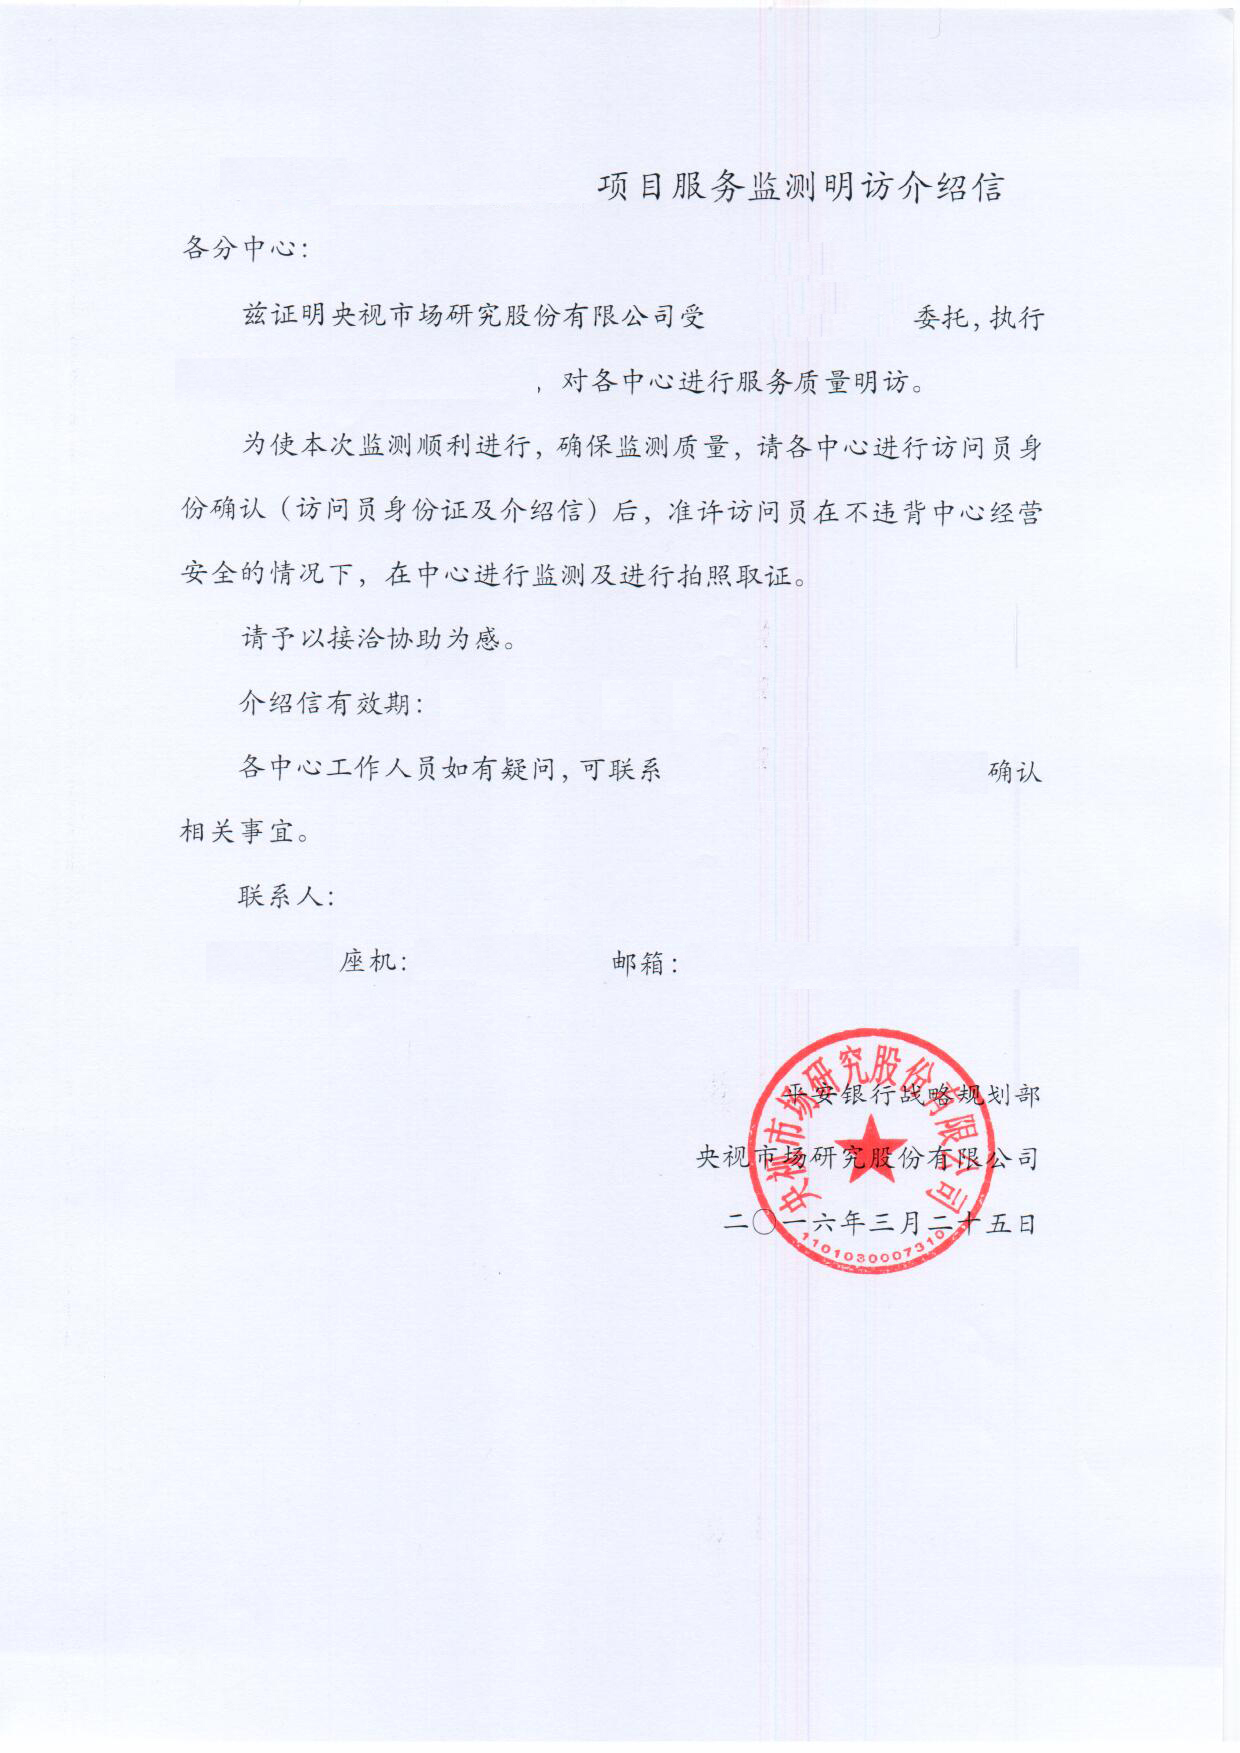 项目服务监测明访介绍信
各分中心：
兹证明央视市场研究股份有限公司受 委托，执行
，对各中心进行服务质量明访。
为使本次监测顺利进行，确保监测质量，请各中心进行访问员身
份确认（访问员身份证及介绍信）后，准许访问员在不违背中心经营
安全的情况下，在中心进行监测及进行拍照取证。
请予以接洽协助为感。
介绍信有效期：
各中心工作人员如有疑问，可联系 确认
相关事宜。
联系人：
座机： 邮箱：
平安银行战略规划部
央视市场研究股份有限公司
二〇一六年三月二十五日
央视市场研究股份有限公司
1101030007310